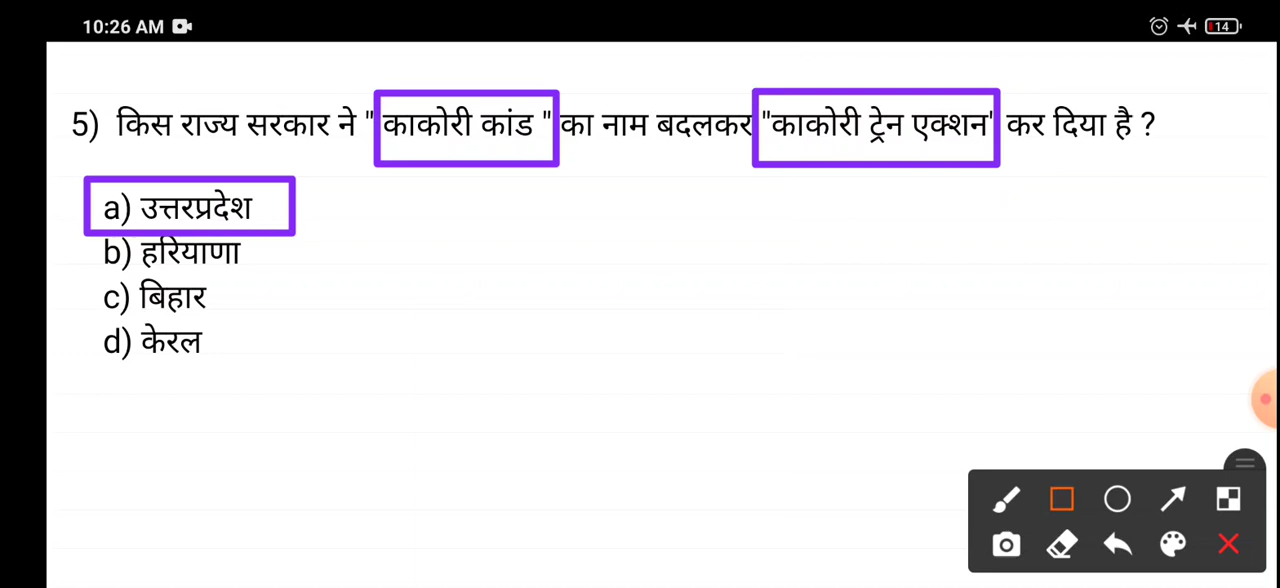 10:26 AM
14
5) किस राज्य सरकार ने " काकोरी कांड " का नाम बदलकर "काकोरी ट्रेन एक्शन" कर दिया है ?
a) उत्तरप्रदेश
b) हरियाणा
c) बिहार
d) केरल